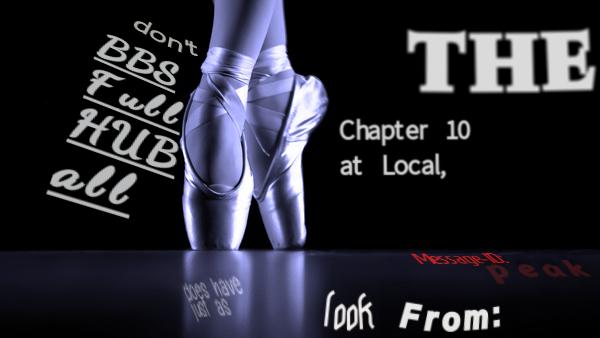 don't
BBS
Full
HUB
all
THE
Chapter 10
at Local,
Message-ID:
peak
does have
just as
look
From: